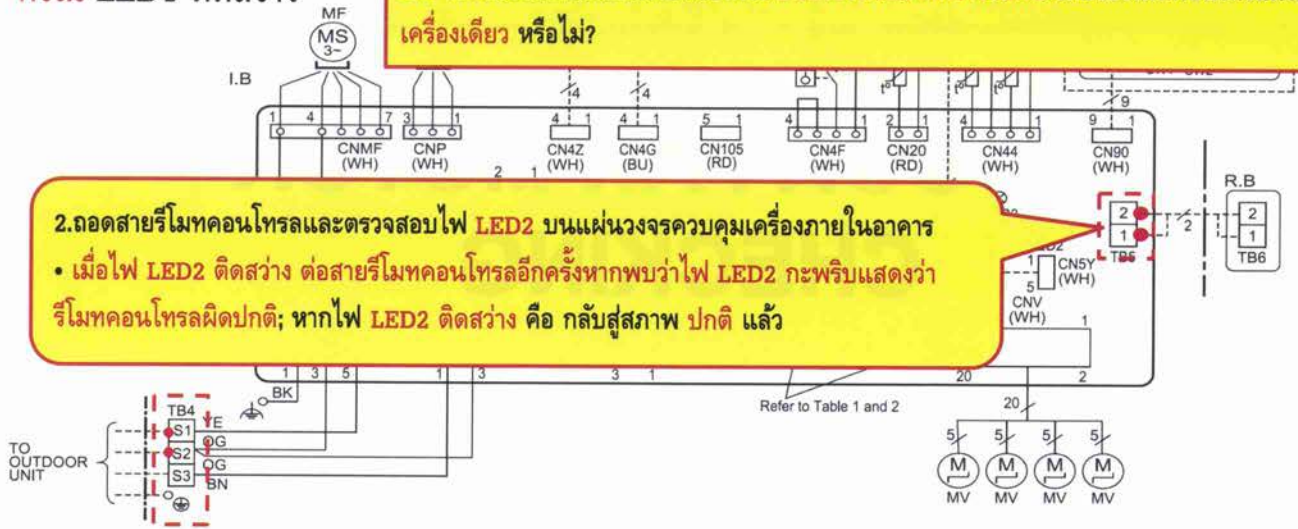 เครื่องเดียว หรือไม่?
MF
MS
3~
I.B
4 4 9
1 4 7 3 1 4 1 4 1 5 1 4 1 2 1 4 1 9 1
CNMF CNP CN4Z CN4G CN105 CN4F CN20 CN44 CN90
(WH) (WH) (WH) (BU) (RD) (WH) (RD) (WH) (WH)
2 1
R.B
2.ถอดสายรีโมทคอนโทรลและตรวจสอบไฟ LED2 บนแผ่นวงจรควบคุมเครื่องภายในอาคาร
• เมื่อไฟ LED2 ติดสว่าง ต่อสายรีโมทคอนโทรลอีกครั้งหากพบว่าไฟ LED2 กะพริบแสดงว่า
รีโมทคอนโทรลผิดปกติ; หากไฟ LED2 ติดสว่าง คือ กลับสู่สภาพ ปกติ แล้ว
2 2
1 2 1
TB5 TB6
1 CN5Y
5 (WH)
CNV
(WH)
1
1 3 5 1 3 3 1 20 2
BK
Refer to Table 1 and 2
20
TB4
S1 YE
TO
OUTDOOR
UNIT
S2 OG
S3 OG
BN
5 5 5 5
M M M M
MV MV MV MV